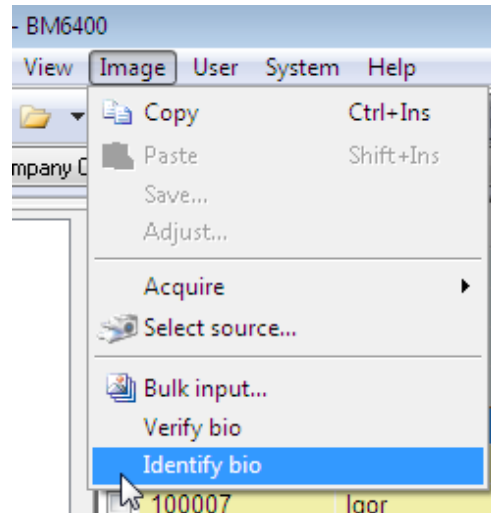 - BM6400
View Image User System Help
Copy Ctrl+Ins
mpany C
Paste Shift+Ins
Save...
Adjust...
Acquire
Select source...
Bulk input...
Verify bio
Identify bio
100007 Igor